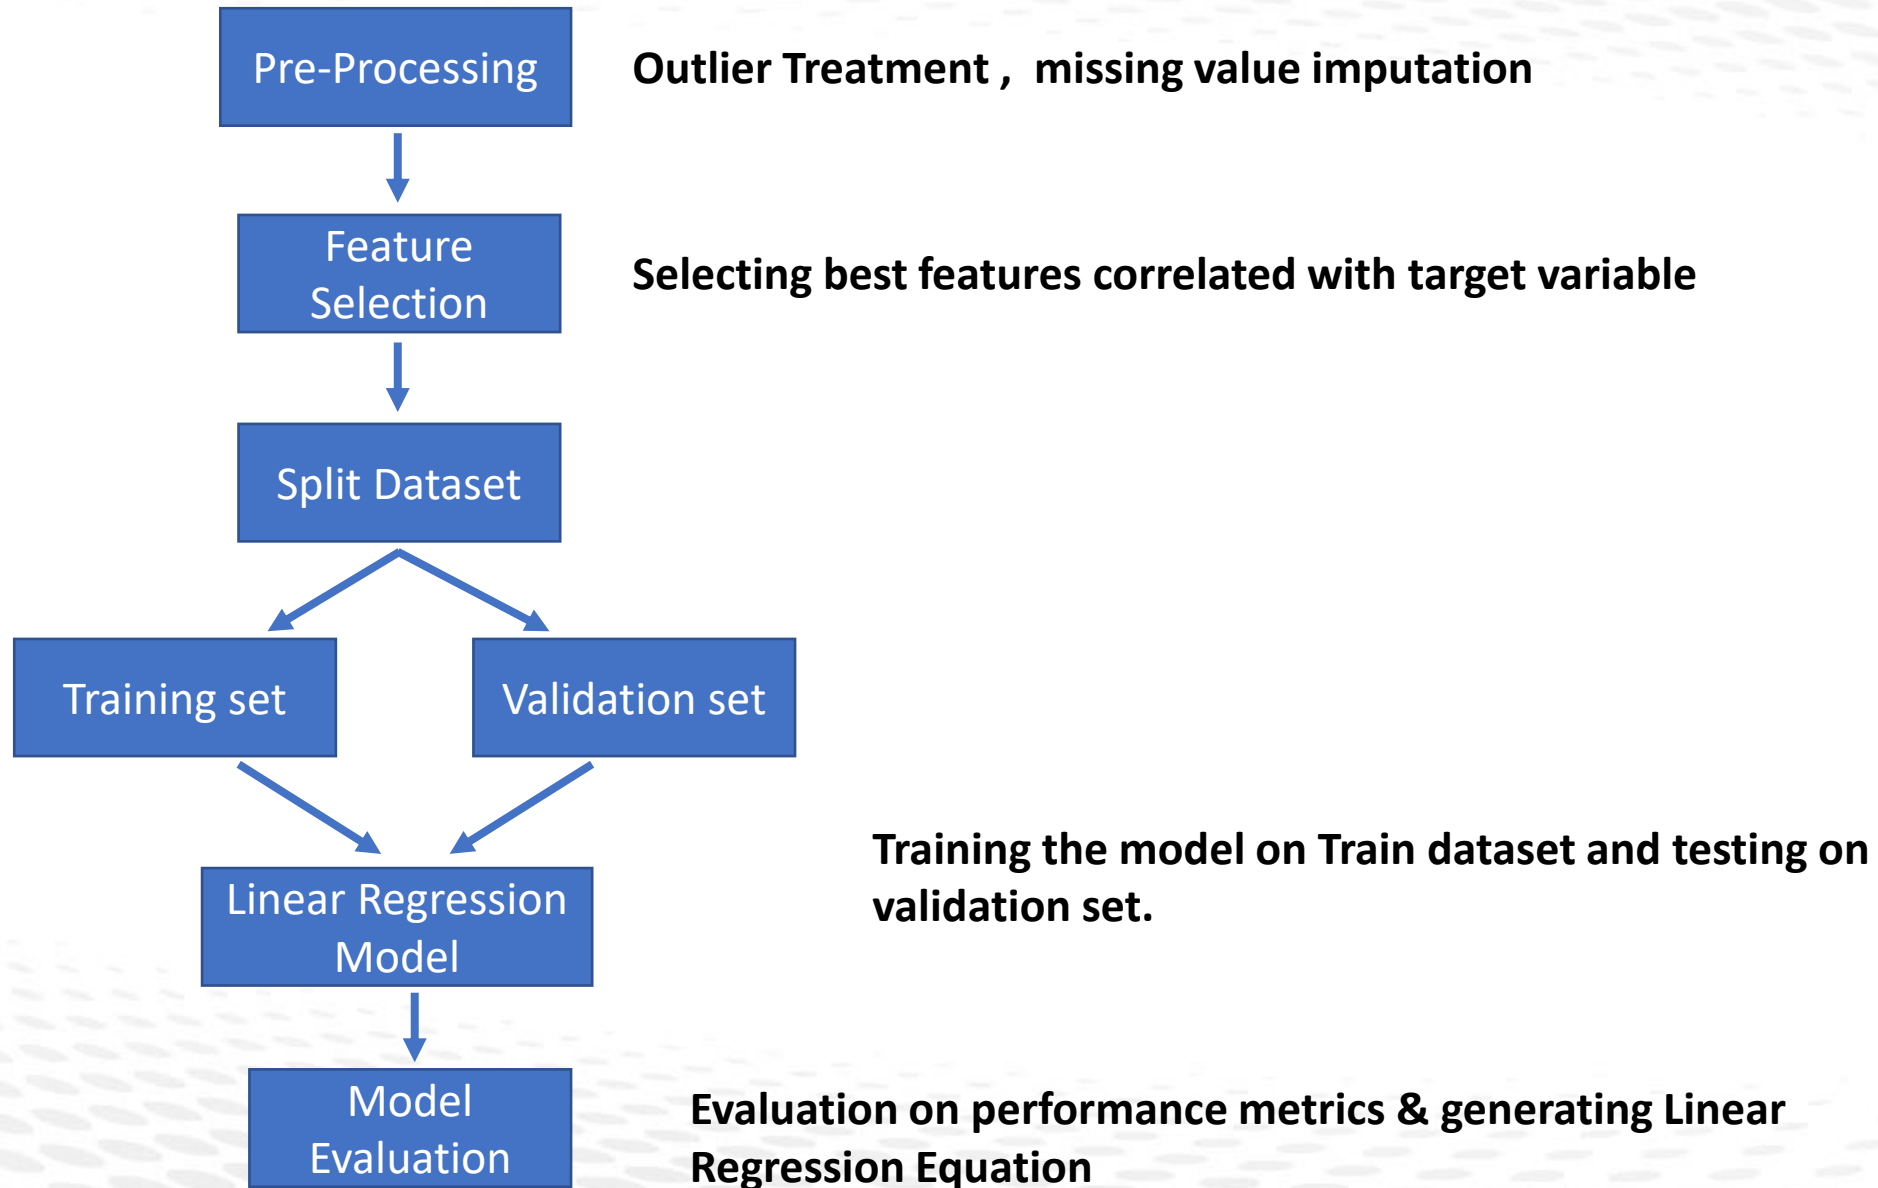 Pre-Processing
Outlier Treatment ,  missing value imputation
Feature
Selection
Selecting best features correlated with target variable
Split Dataset
Training set
Validation set
Linear Regression
Model
Training the model on Train dataset and testing on
validation set.
Model
Evaluation
Evaluation on performance metrics & generating Linear
Regression Equation